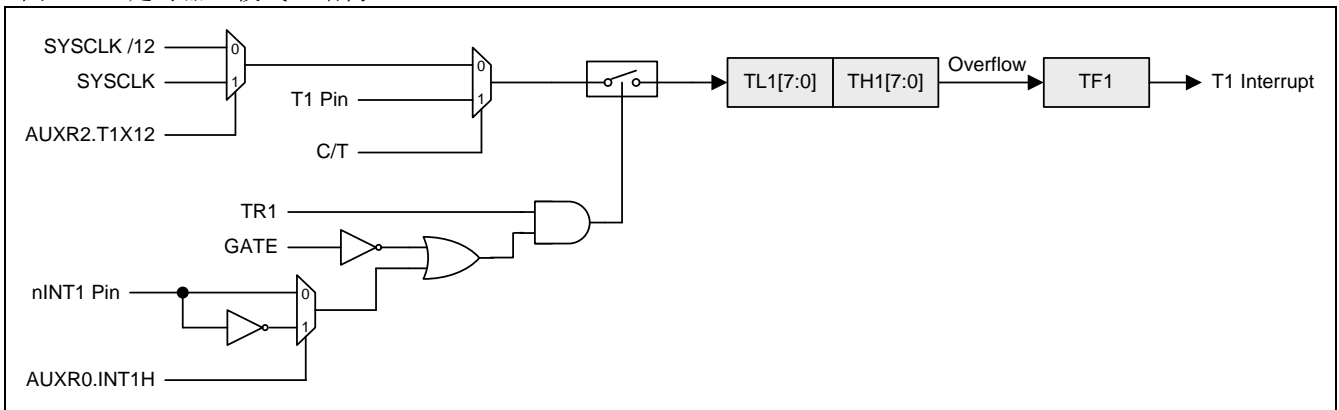 SYSCLK /12
0
SYSCLK
1
AUXR2.T1X12
T1 Pin
0
1
C/T
TL1[7:0]
TH1[7:0]
Overflow
TF1
T1 Interrupt
TR1
GATE
nINT1 Pin
0
1
AUXR0.INT1H